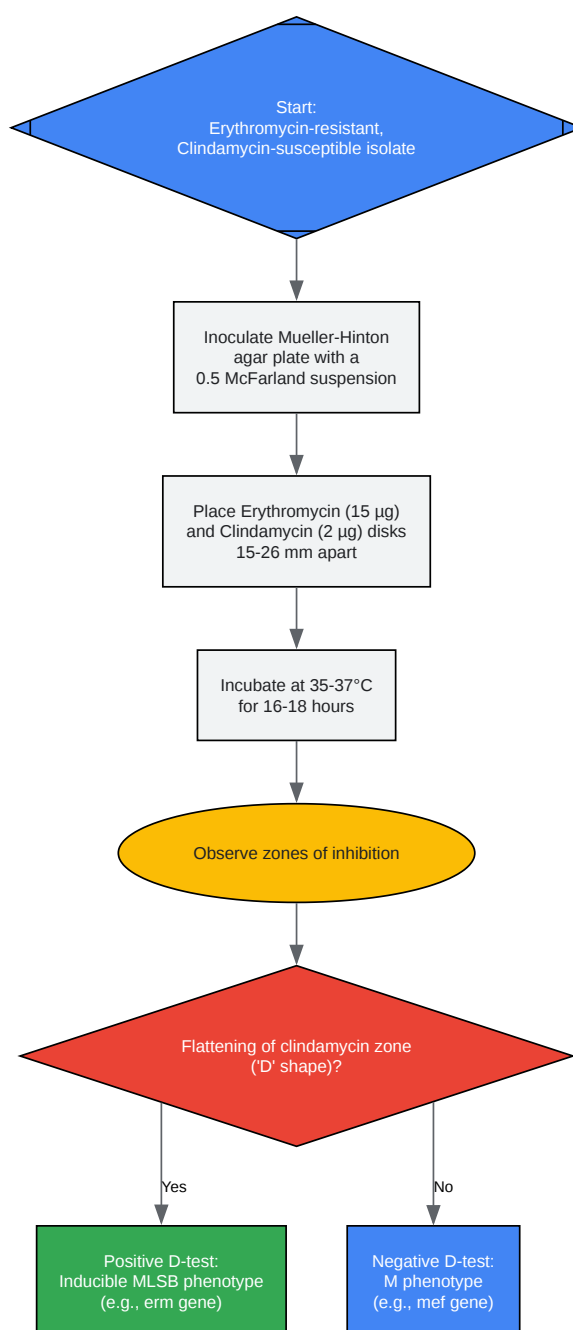 Start:
Erythromycin-resistant,
Clindamycin-susceptible isolate
Inoculate Mueller-Hinton
agar plate with a
0.5 McFarland suspension
Place Erythromycin (15 µg)
and Clindamycin (2 µg) disks
15-26 mm apart
Incubate at 35-37°C
for 16-18 hours
Observe zones of inhibition
Flattening of clindamycin zone
('D' shape)?
Yes
No
Positive D-test:
Inducible MLSB phenotype
(e.g., erm gene)
Negative D-test:
M phenotype
(e.g., mef gene)